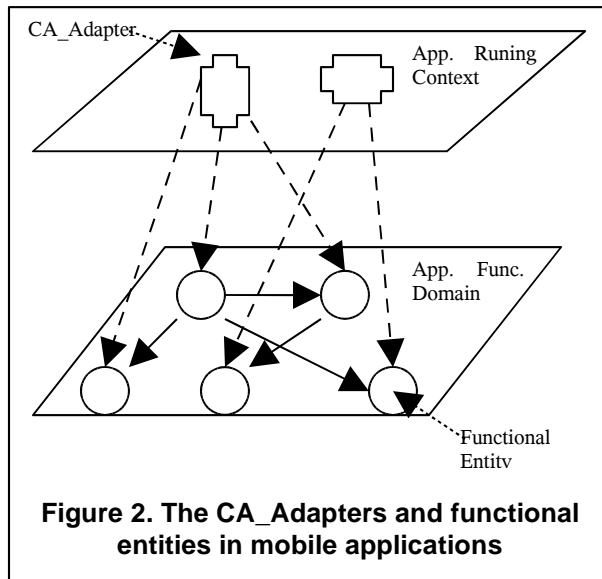 CA_Adapter
App. Runing
Context
App. Func.
Domain
Functional
Entity
Figure 2. The CA_Adapters and functional
entities in mobile applications